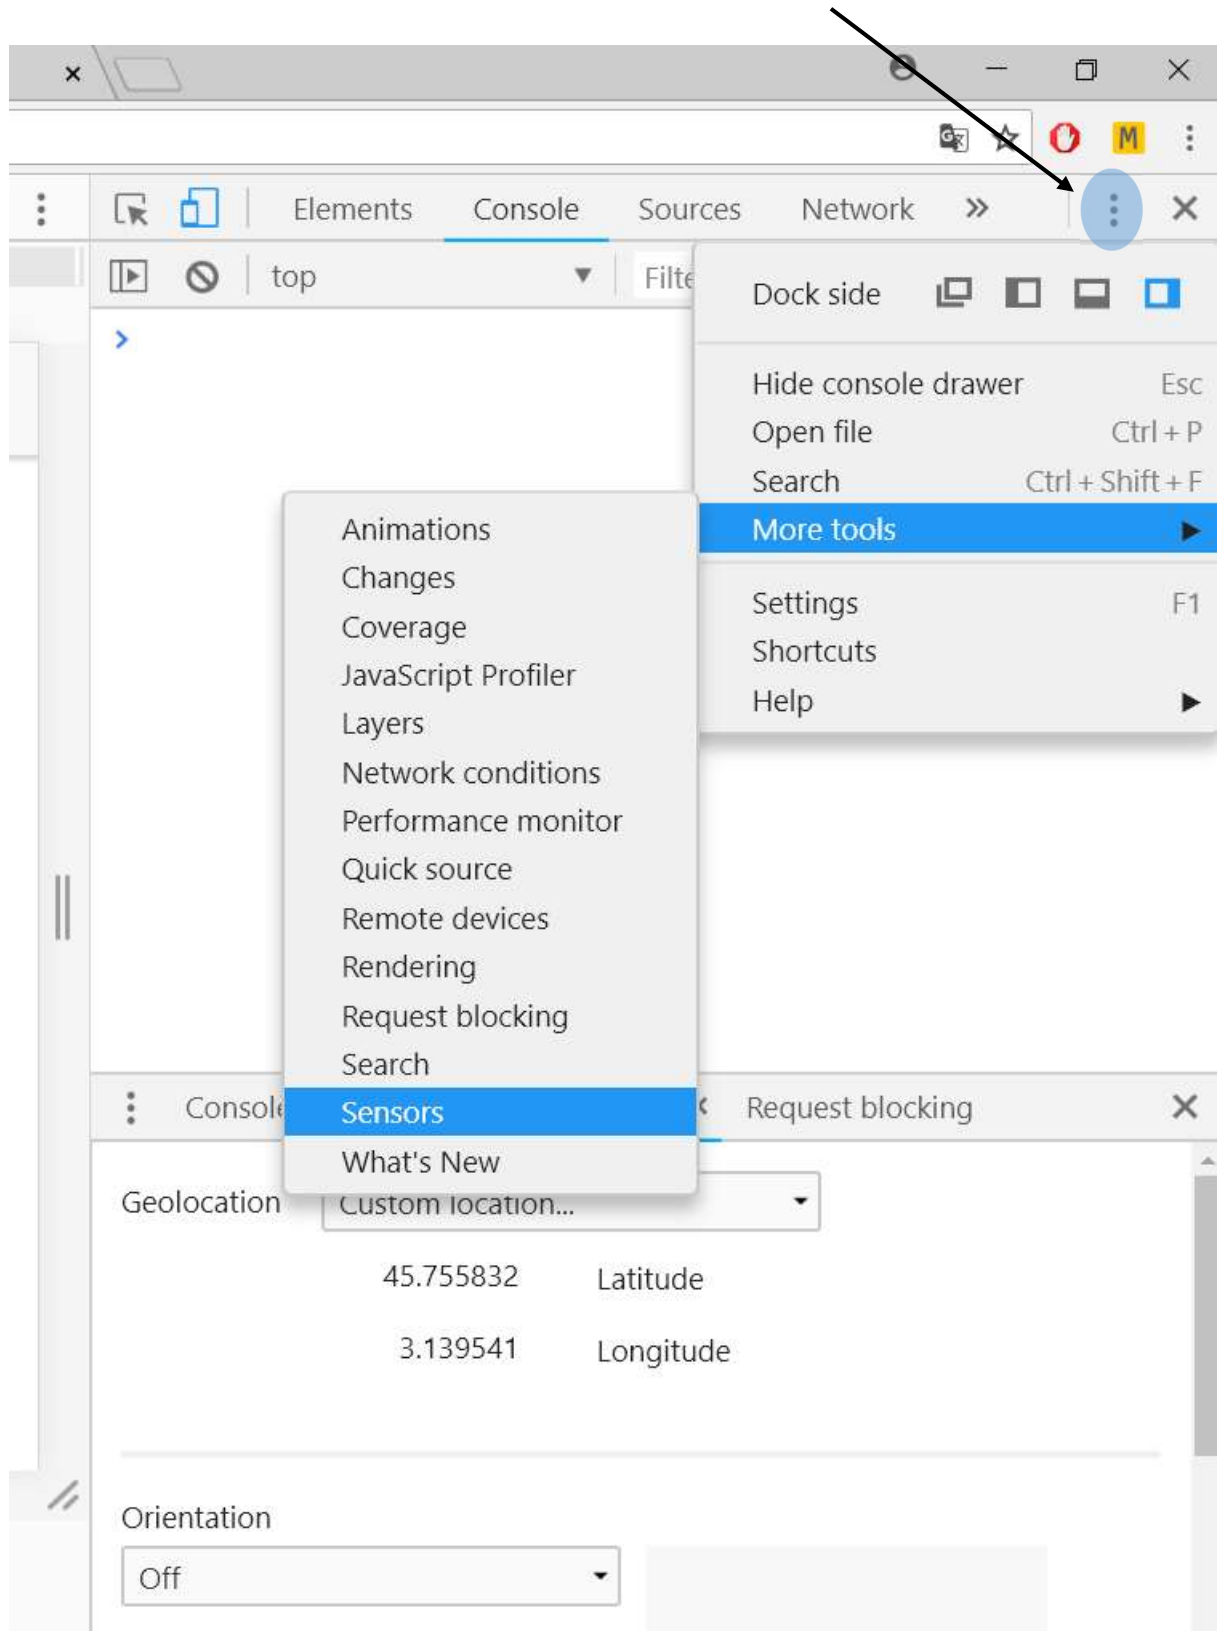 M
Elements Console Sources Network »
top Filte
Dock side
Hide console drawer Esc
Open file Ctrl + P
Search Ctrl + Shift + F
More tools
Settings F1
Shortcuts
Help
Animations
Changes
Coverage
JavaScript Profiler
Layers
Network conditions
Performance monitor
Quick source
Remote devices
Rendering
Request blocking
Search
Sensors
What's New
Console Request blocking
Geolocation Custom location...
45.755832 Latitude
3.139541 Longitude
Orientation
Off